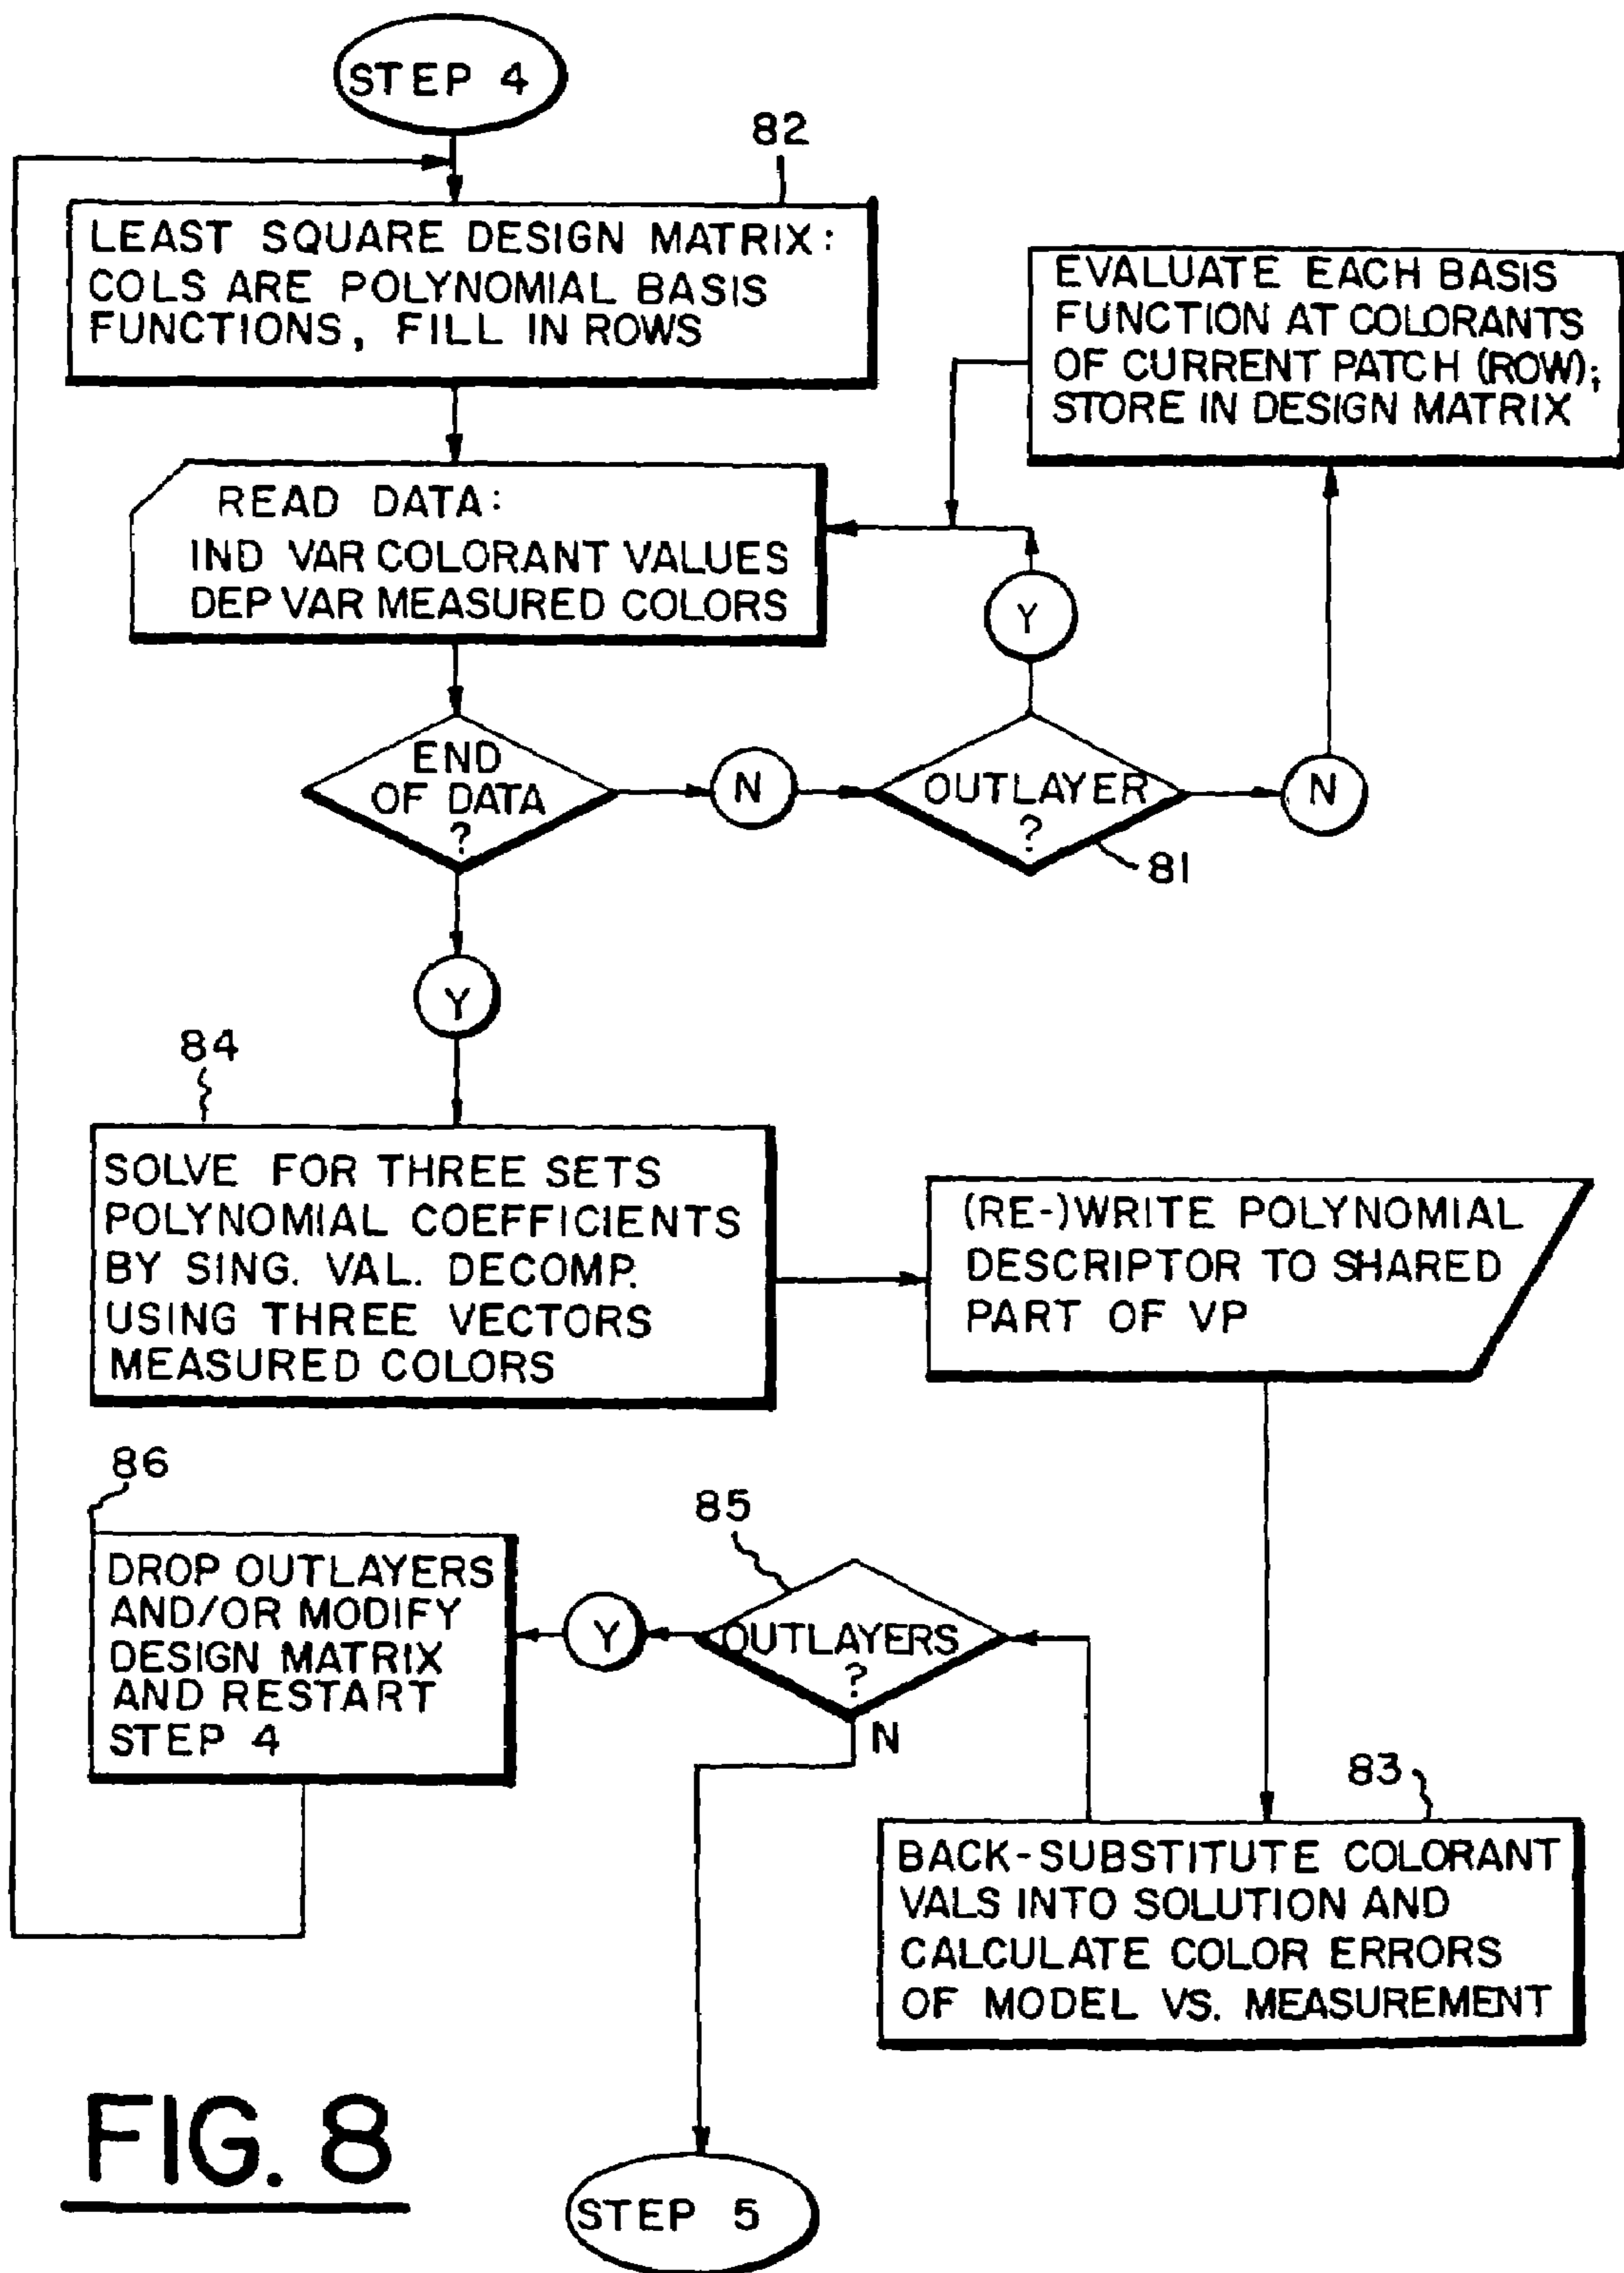 STEP 4
82
LEAST SQUARE DESIGN MATRIX:
COLS ARE POLYNOMIAL BASIS
FUNCTIONS, FILL IN ROWS
EVALUATE EACH BASIS
FUNCTION AT COLORANTS
OF CURRENT PATCH (ROW);
STORE IN DESIGN MATRIX
READ DATA:
IND VAR COLORANT VALUES
DEP VAR MEASURED COLORS
Y
END
OF DATA
?
N
OUTLAYER
?
N
81
Y
84
SOLVE FOR THREE SETS
POLYNOMIAL COEFFICIENTS
BY SING. VAL. DECOMP.
USING THREE VECTORS
MEASURED COLORS
(RE-)WRITE POLYNOMIAL
DESCRIPTOR TO SHARED
PART OF VP
86
DROP OUTLAYERS
AND/OR MODIFY
DESIGN MATRIX
AND RESTART
STEP 4
Y
85
OUTLAYERS
?
N
83
BACK-SUBSTITUTE COLORANT
VALS INTO SOLUTION AND
CALCULATE COLOR ERRORS
OF MODEL VS. MEASUREMENT
FIG. 8
STEP 5